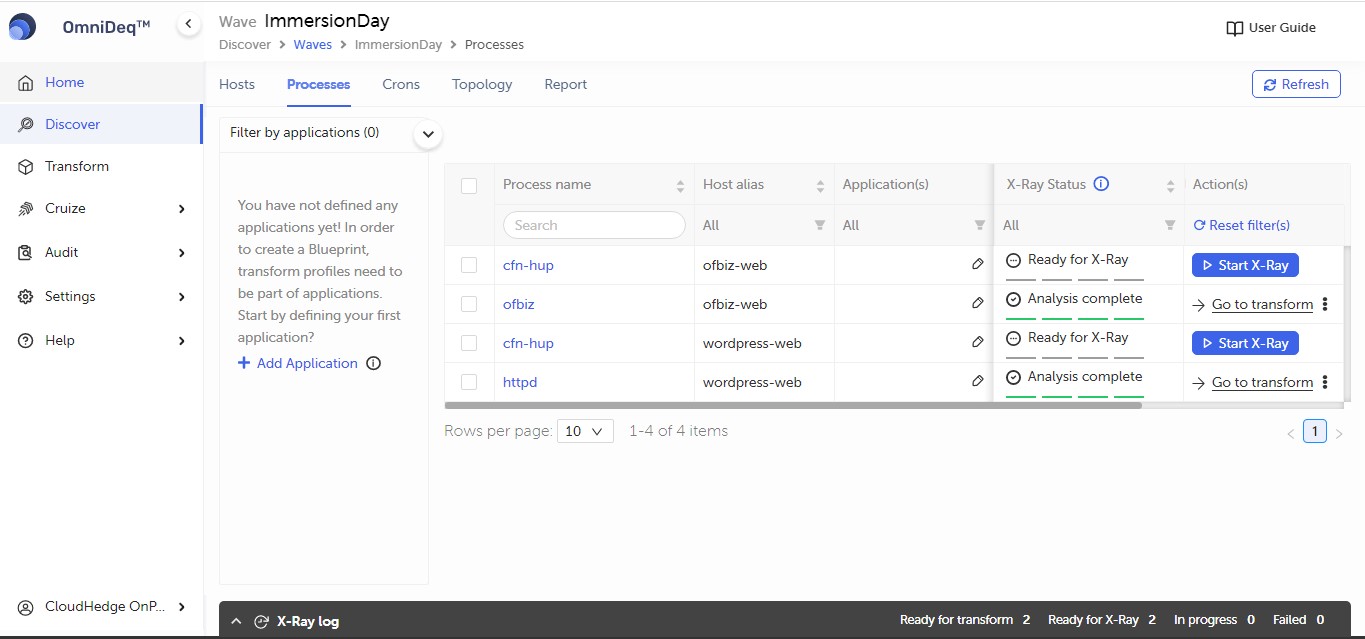 OmniDeq™
Wave ImmersionDay
Discover > Waves > ImmersionDay > Processes
User Guide
Home
Discover
Transform
Cruize
Audit
Settings
Help
CloudHedge OnP...
Hosts Processes Crons Topology Report
Refresh
Filter by applications (0)
You have not defined any
applications yet! In order
to create a Blueprint,
transform profiles need to
be part of applications.
Start by defining your first
application?
+ Add Application
Process name Host alias Application(s) X-Ray Status Action(s)
Search All All All Reset filter(s)
cfn-hup ofbiz-web Ready for X-Ray Start X-Ray
ofbiz ofbiz-web Analysis complete Go to transform
cfn-hup wordpress-web Ready for X-Ray Start X-Ray
httpd wordpress-web Analysis complete Go to transform
Rows per page: 10 1-4 of 4 items
< 1 >
X-Ray log
Ready for transform 2 Ready for X-Ray 2 In progress 0 Failed 0